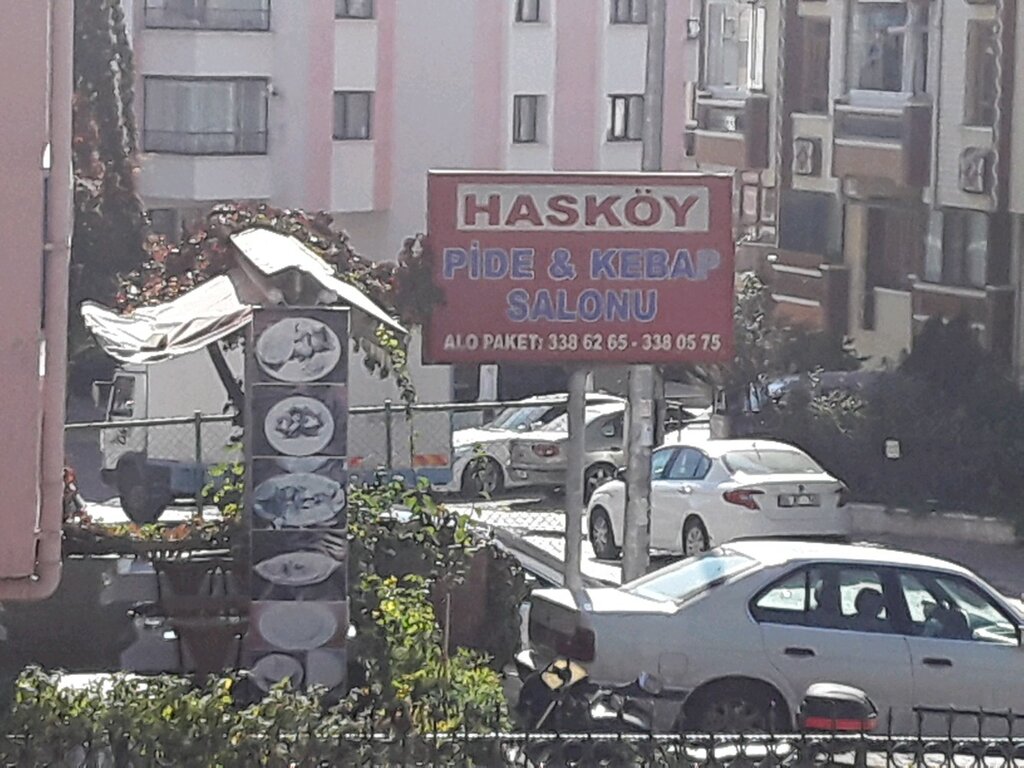 HASKÖY
PİDE & KEBAP
SALONU
ALO PAKET: 338 62 65 - 338 05 75